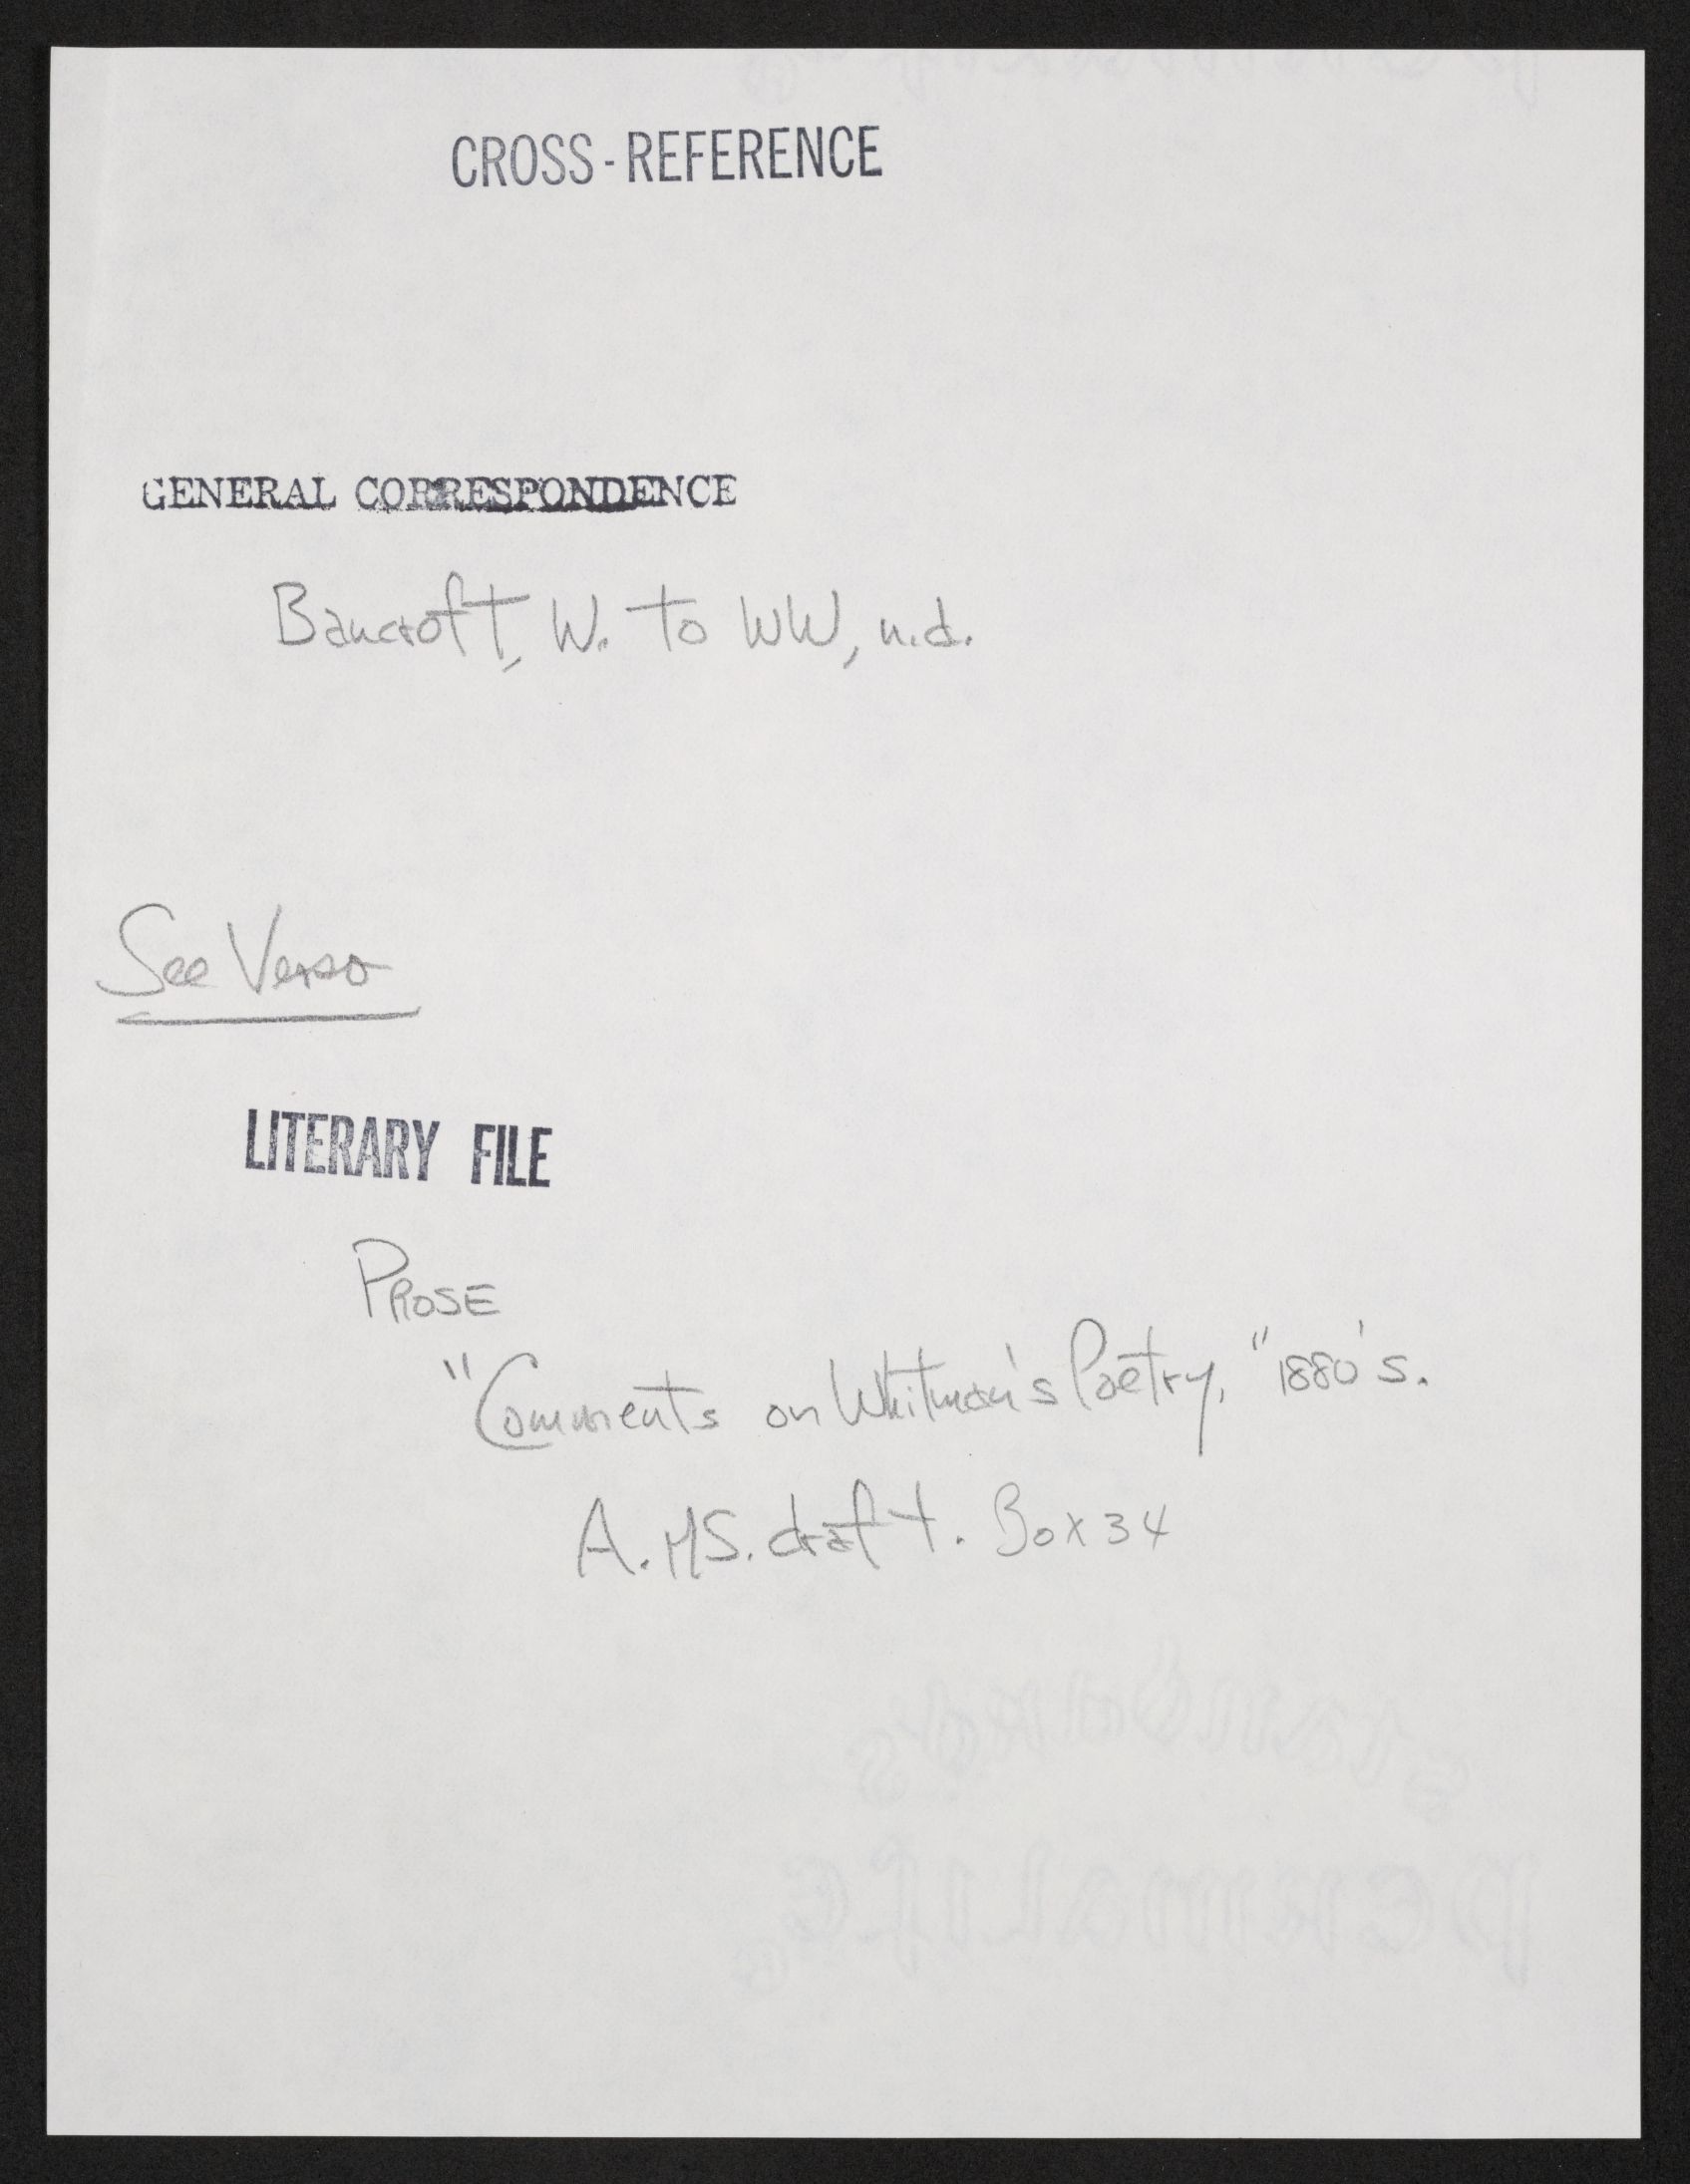 CROSS-REFERENCE
GENERAL CORRESPONDENCE
Bancroft, W. to WW, n.d.
See Verso
LITERARY FILE
PROSE
"Comments on Whitman's Poetry," 1880's.
A.MS. draft. Box 34